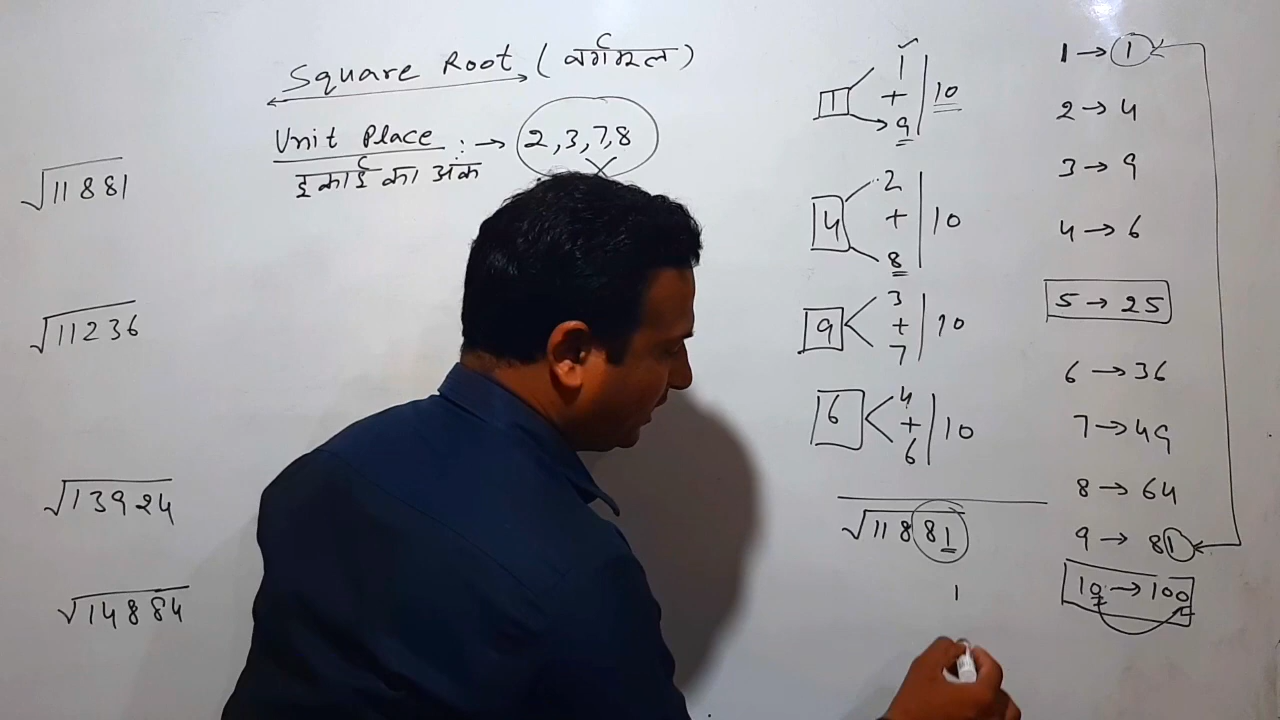 Square Root (वर्गमूल)
Unit Place :→ 2,3,7,8
इकाई का अंक ×
√11881
√11236
√13924
√14884
✓
1 < 1 + 9 | 10
4 < 2 + 8 | 10
9 < 3 + 7 | 10
6 < 4 + 6 | 10
√11881
1
1 → 1
2 → 4
3 → 9
4 → 6
5 → 25
6 → 36
7 → 49
8 → 64
9 → 81
10 → 100